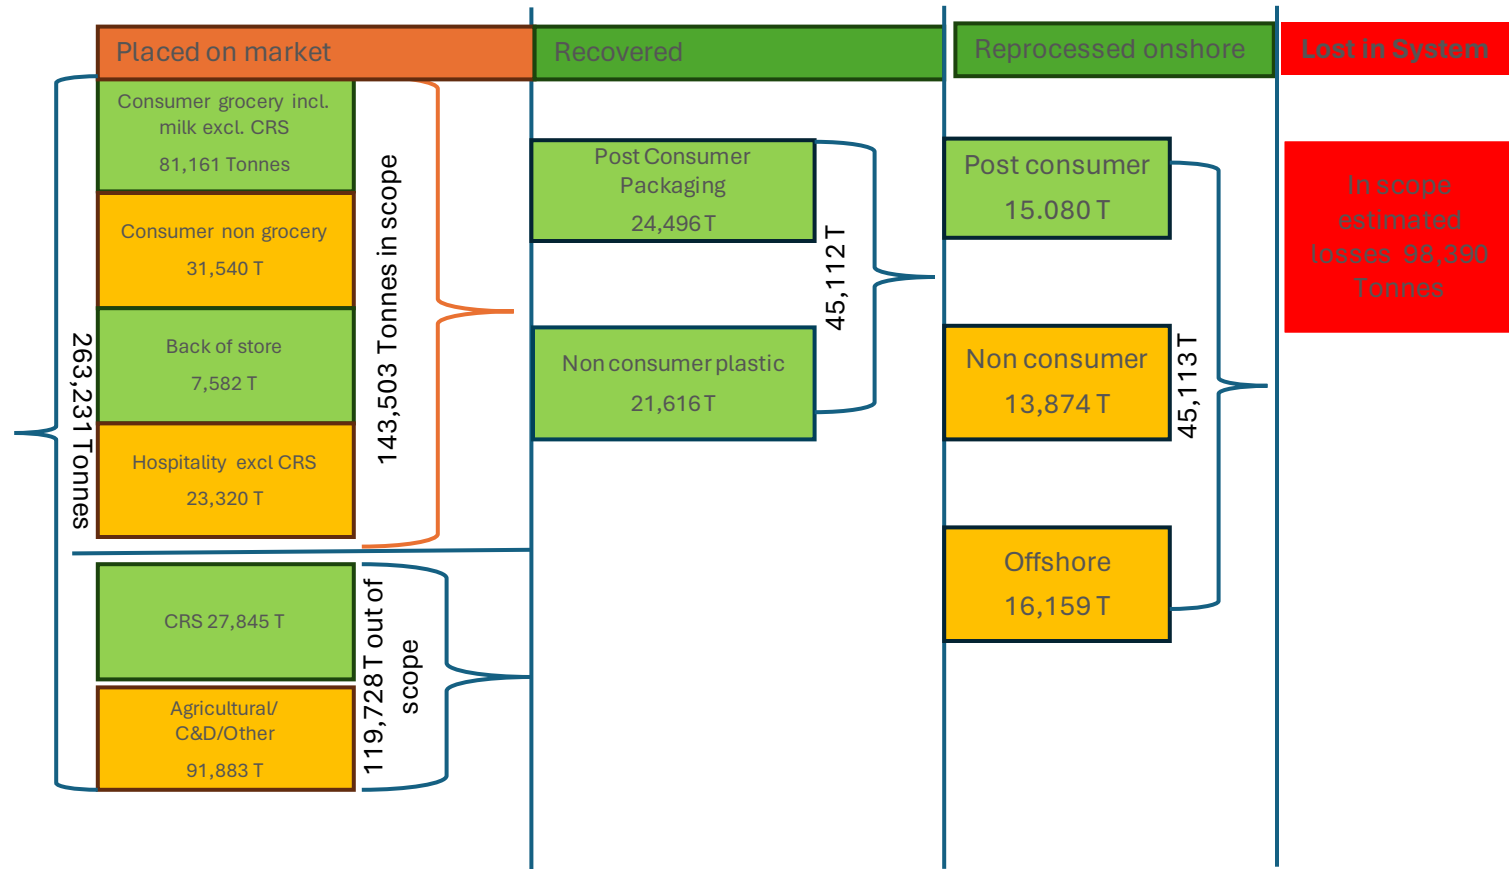 Placed on market
Recovered
Reprocessed onshore
Lost in System
Consumer grocery incl.
milk excl. CRS
81,161 Tonnes
Consumer non grocery
31,540 T
Back of store
7,582 T
Hospitality excl CRS
23,320 T
263,231 Tonnes
143,503 Tonnes in scope
CRS 27,845 T
Agricultural/
C&D/Other
91,883 T
119,728 T out of
scope
Post Consumer
Packaging
24,496 T
Non consumer plastic
21,616 T
45,112 T
Post consumer
15.080 T
Non consumer
13,874 T
Offshore
16,159 T
45,113 T
In scope
estimated
losses 98,390
Tonnes